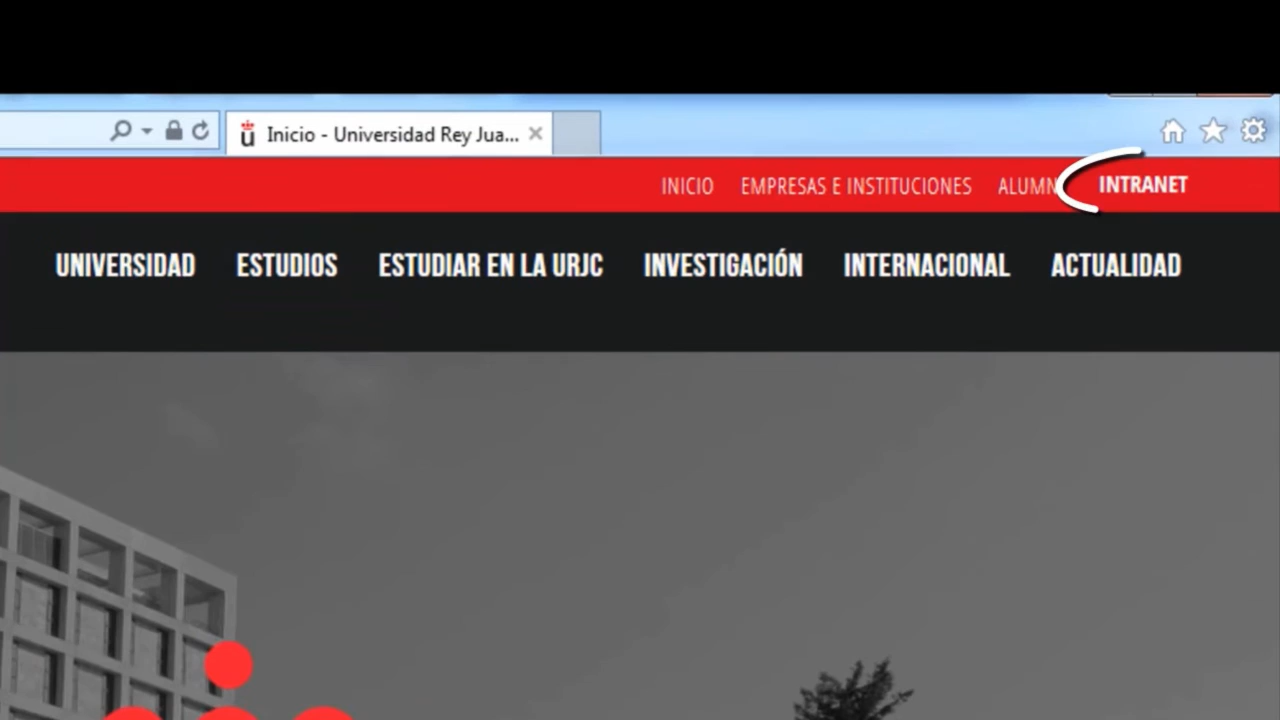 Inicio - Universidad Rey Jua...
INICIO EMPRESAS E INSTITUCIONES INTRANET
UNIVERSIDAD ESTUDIOS ESTUDIAR EN LA URJC INVESTIGACIÓN INTERNACIONAL ACTUALIDAD